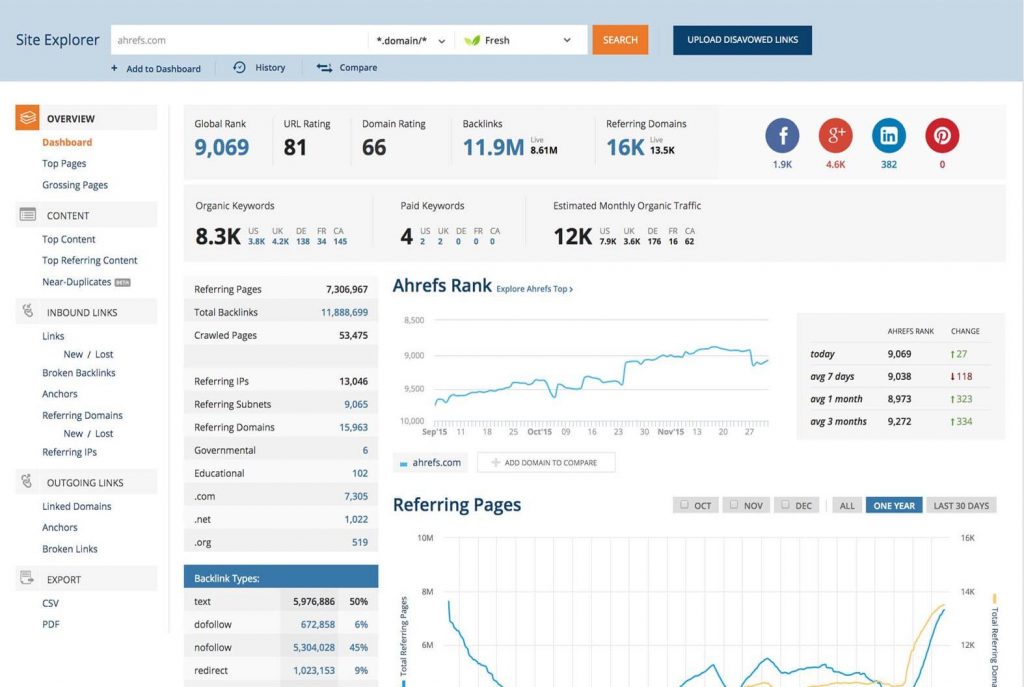 Site Explorer
ahrefs.com
*.domain/*
Fresh
SEARCH
UPLOAD DISAVOWED LINKS
+ Add to Dashboard
History
Compare
OVERVIEW
Dashboard
Top Pages
Grossing Pages
CONTENT
Top Content
Top Referring Content
Near-Duplicates BETA
INBOUND LINKS
Links
New / Lost
Broken Backlinks
Anchors
Referring Domains
New / Lost
Referring IPs
OUTGOING LINKS
Linked Domains
Anchors
Broken Links
EXPORT
CSV
PDF
Global Rank
9,069
URL Rating
81
Domain Rating
66
Backlinks
11.9M Live 8.61M
Referring Domains
16K Live 13.5K
f
1.9K
g+
4.6K
in
382
0
Organic Keywords
8.3K
US UK DE FR CA
3.8K 4.2K 138 34 145
Paid Keywords
4
US UK DE FR CA
2 2 0 0 0
Estimated Monthly Organic Traffic
12K
US UK DE FR CA
7.9K 3.6K 176 16 62
Referring Pages 7,306,967
Total Backlinks 11,888,699
Crawled Pages 53,475
Referring IPs 13,046
Referring Subnets 9,065
Referring Domains 15,963
Governmental 6
Educational 102
.com 7,305
.net 1,022
.org 519
Backlink Types:
text 5,976,886 50%
dofollow 672,858 6%
nofollow 5,304,028 45%
redirect 1,023,153 9%
Ahrefs Rank Explore Ahrefs Top ›
8,500
9,000
9,500
10,000
Sep'15 11 18 25 Oct'15 09 16 23 30 Nov'15 13 20 27
AHREFS RANK CHANGE
today 9,069 ↑27
avg 7 days 9,038 ↓118
avg 1 month 8,973 ↑323
avg 3 months 9,272 ↑334
ahrefs.com
+ ADD DOMAIN TO COMPARE
Referring Pages
OCT NOV DEC ALL ONE YEAR LAST 30 DAYS
10M
8M
6M
16K
14K
12K
Total Referring Pages
Total Referring Doma